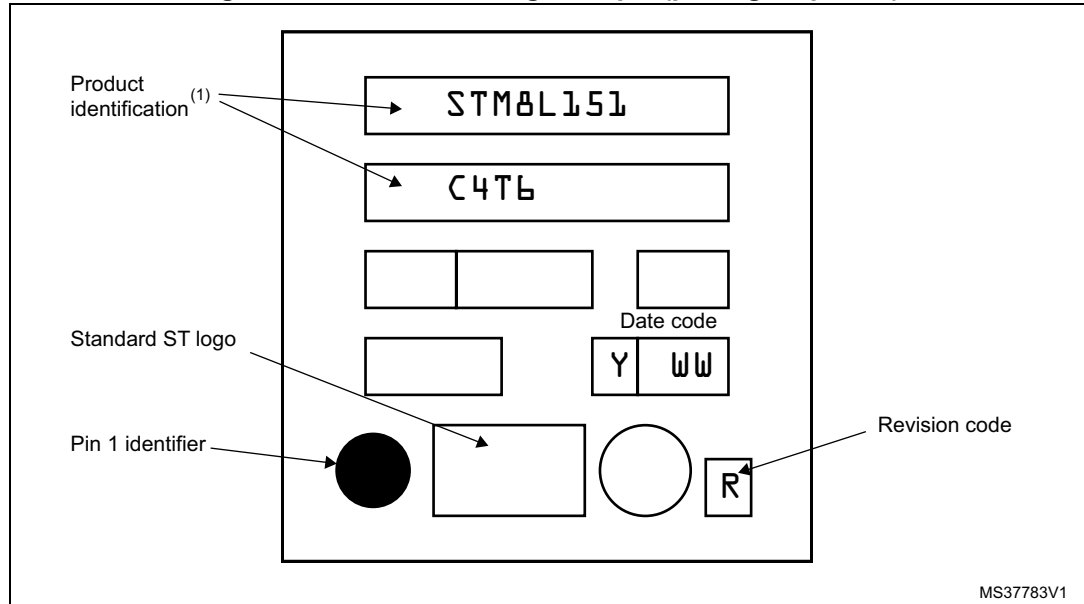 Product
identification (1)
STM8L151
C4T6
Date code
Standard ST logo
Y WW
Pin 1 identifier
Revision code
R
MS37783V1